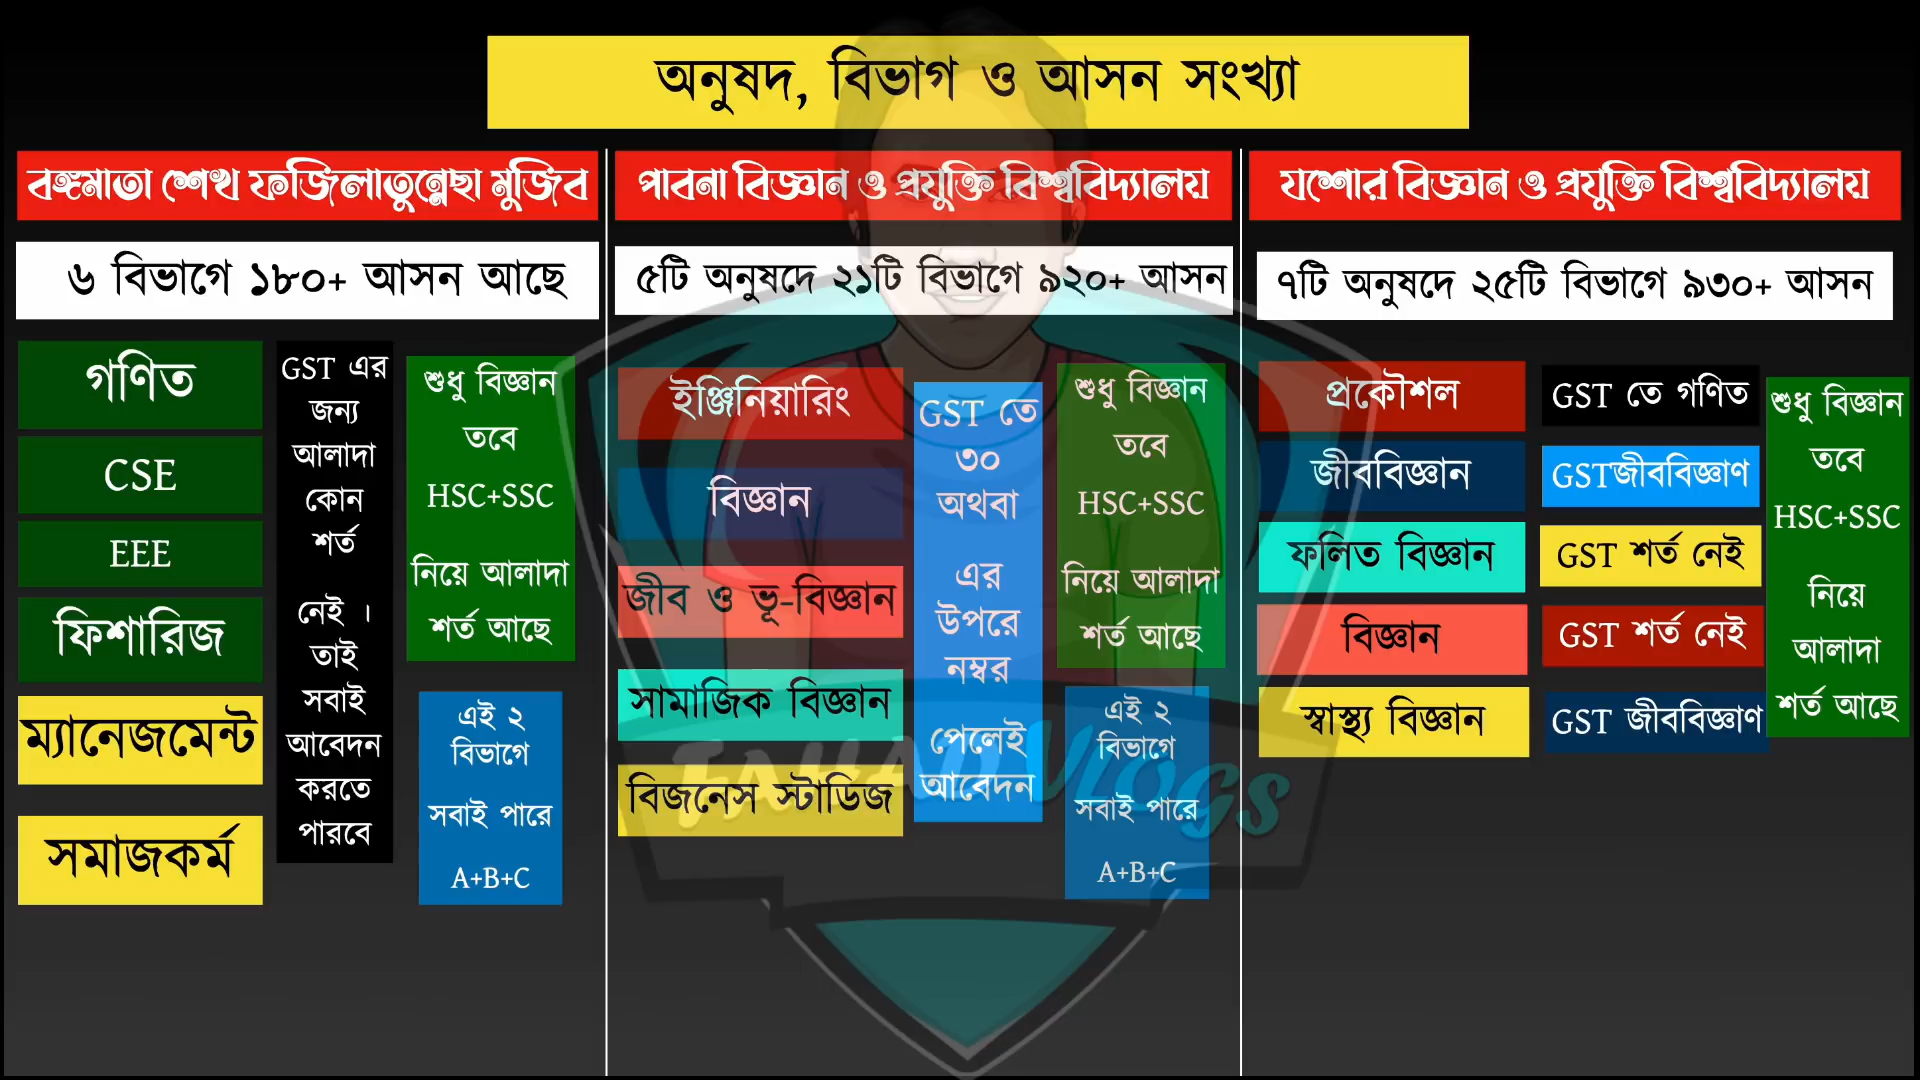 অনুষদ, বিভাগ ও আসন সংখ্যা
বঙ্গমাতা শেখ ফজিলাতুন্নেছা মুজিব
৬ বিভাগে ১৮০+ আসন আছে
গণিত
CSE
EEE
ফিশারিজ
ম্যানেজমেন্ট
সমাজকর্ম
GST এর
জন্য
আলাদা
কোন
শর্ত
নেই ।
তাই
সবাই
আবেদন
করতে
পারবে
শুধু বিজ্ঞান
তবে
HSC+SSC
নিয়ে আলাদা
শর্ত আছে
এই ২
বিভাগে
সবাই পারে
A+B+C
পাবনা বিজ্ঞান ও প্রযুক্তি বিশ্ববিদ্যালয়
৫টি অনুষদে ২১টি বিভাগে ৯২০+ আসন
ইঞ্জিনিয়ারিং
বিজ্ঞান
জীব ও ভূ-বিজ্ঞান
সামাজিক বিজ্ঞান
বিজনেস স্টাডিজ
GST তে
৩০
অথবা
এর
উপরে
নম্বর
পেলেই
আবেদন
শুধু বিজ্ঞান
তবে
HSC+SSC
নিয়ে আলাদা
শর্ত আছে
এই ২
বিভাগে
সবাই পারে
A+B+C
যশোর বিজ্ঞান ও প্রযুক্তি বিশ্ববিদ্যালয়
৭টি অনুষদে ২৫টি বিভাগে ৯৩০+ আসন
প্রকৌশল
GST তে গণিত
জীববিজ্ঞান
GSTজীববিজ্ঞাণ
ফলিত বিজ্ঞান
GST শর্ত নেই
বিজ্ঞান
GST শর্ত নেই
স্বাস্থ্য বিজ্ঞান
GST জীববিজ্ঞাণ
শুধু বিজ্ঞান
তবে
HSC+SSC
নিয়ে
আলাদা
শর্ত আছে
FAHAD VLOGS